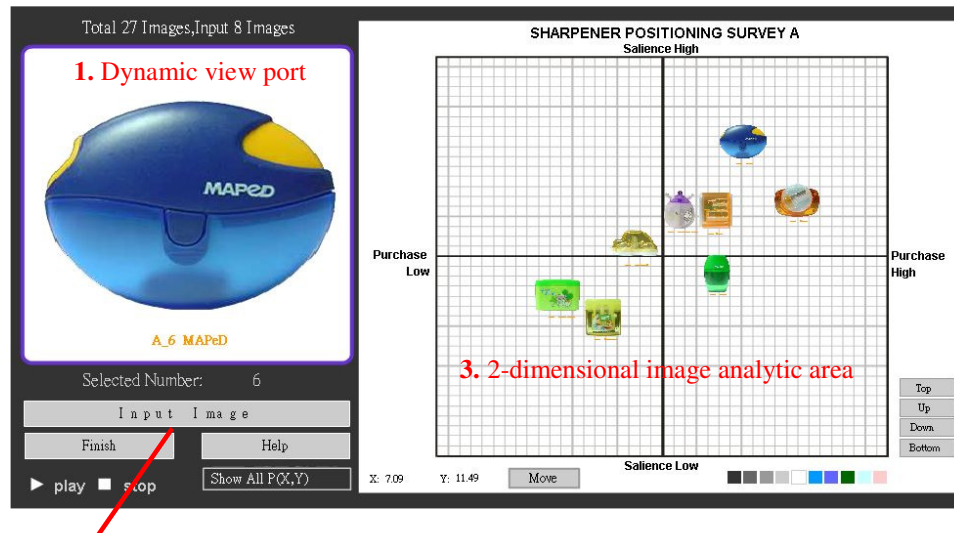 Total 27 Images,Input 8 Images
1. Dynamic view port
MAPeD
A_6 MAPeD
Selected Number: 6
Input Image
Finish
Help
play
stop
Show All P(X,Y)
SHARPENER POSITIONING SURVEY A
Salience High
Purchase
Low
Purchase
High
3. 2-dimensional image analytic area
Salience Low
X: 7.09
Y: 11.49
Move
Top
Up
Down
Bottom